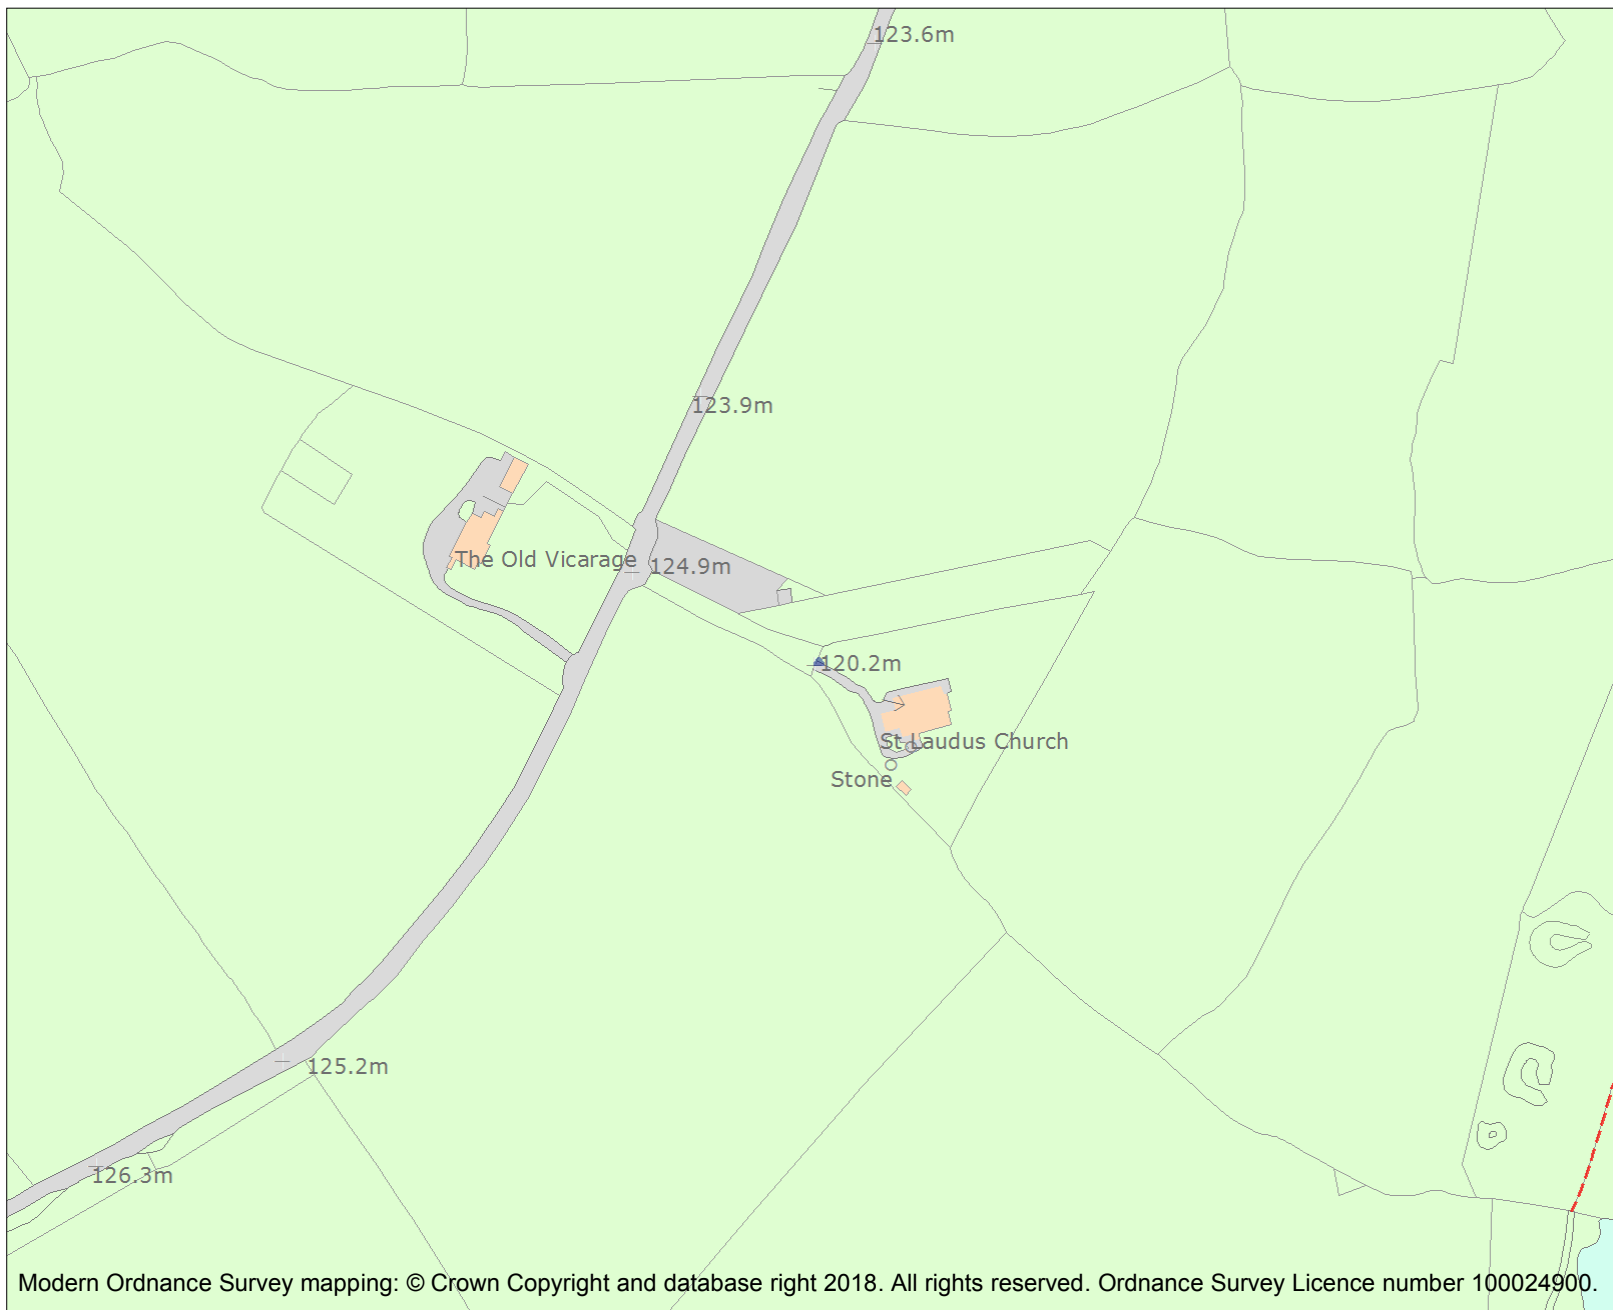 123.6m
123.9m
The Old Vicarage
124.9m
120.2m
St Laudus Church
Stone
125.2m
126.3m
Modern Ordnance Survey mapping: © Crown Copyright and database right 2018. All rights reserved. Ordnance Survey Licence number 100024900.